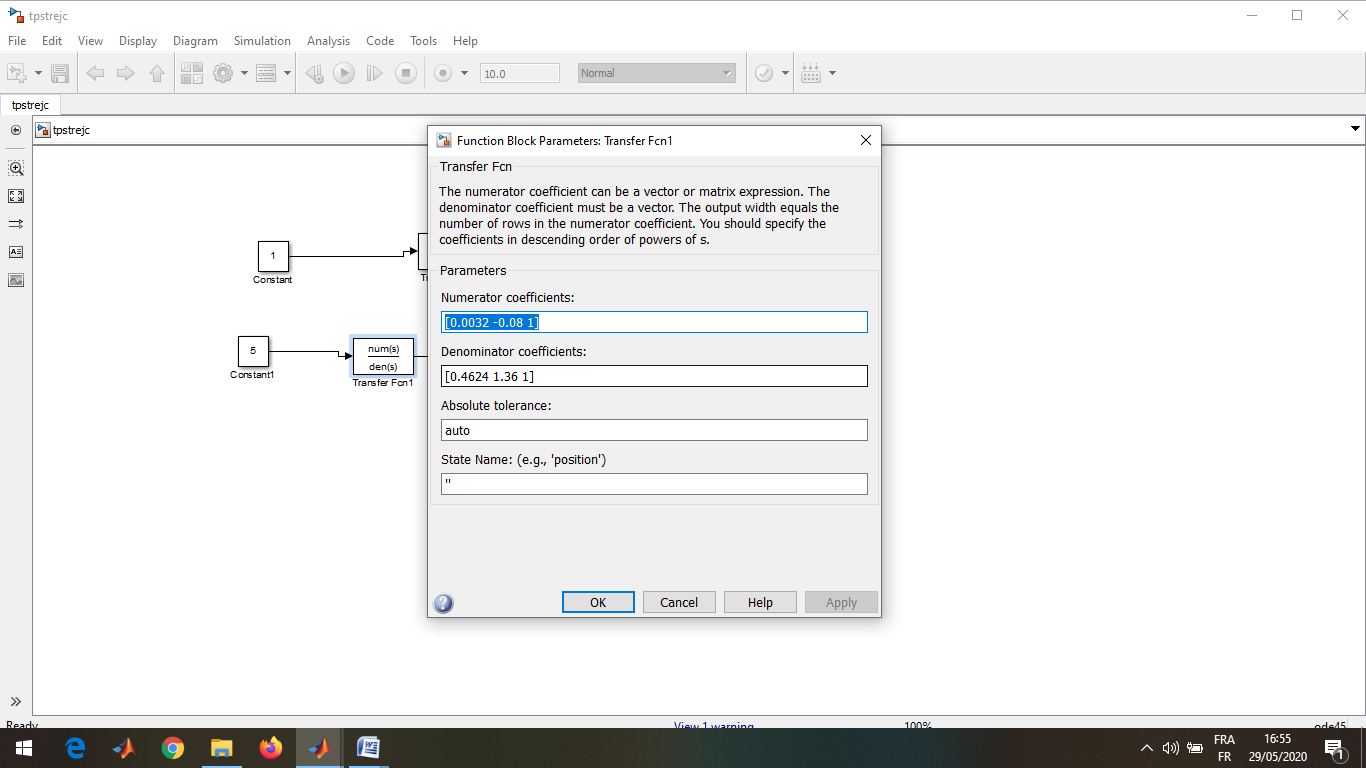 tpstrejc
File Edit View Display Diagram Simulation Analysis Code Tools Help
10.0 Normal
tpstrejc
tpstrejc
Function Block Parameters: Transfer Fcn1
Transfer Fcn
The numerator coefficient can be a vector or matrix expression. The
denominator coefficient must be a vector. The output width equals the
number of rows in the numerator coefficient. You should specify the
coefficients in descending order of powers of s.
Parameters
Numerator coefficients:
[0.0032 -0.08 1]
Denominator coefficients:
[0.4624 1.36 1]
Absolute tolerance:
auto
State Name: (e.g., 'position')
''
OK Cancel Help Apply
1
Constant
5
Constant1
num(s)
den(s)
Transfer Fcn1
Ready View 1 warning 100% ode45
FRA
FR
16:55
29/05/2020
1